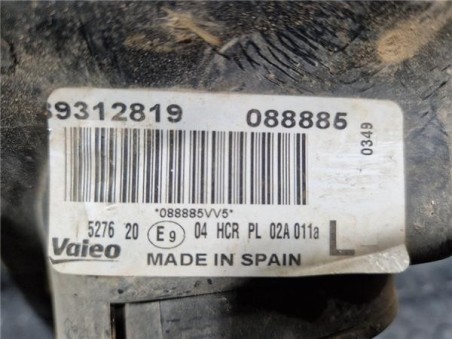 39312819 088885
0349
*088885VV5*
5276 20 E9 04 HCR PL 02A 011a L
Valeo
MADE IN SPAIN